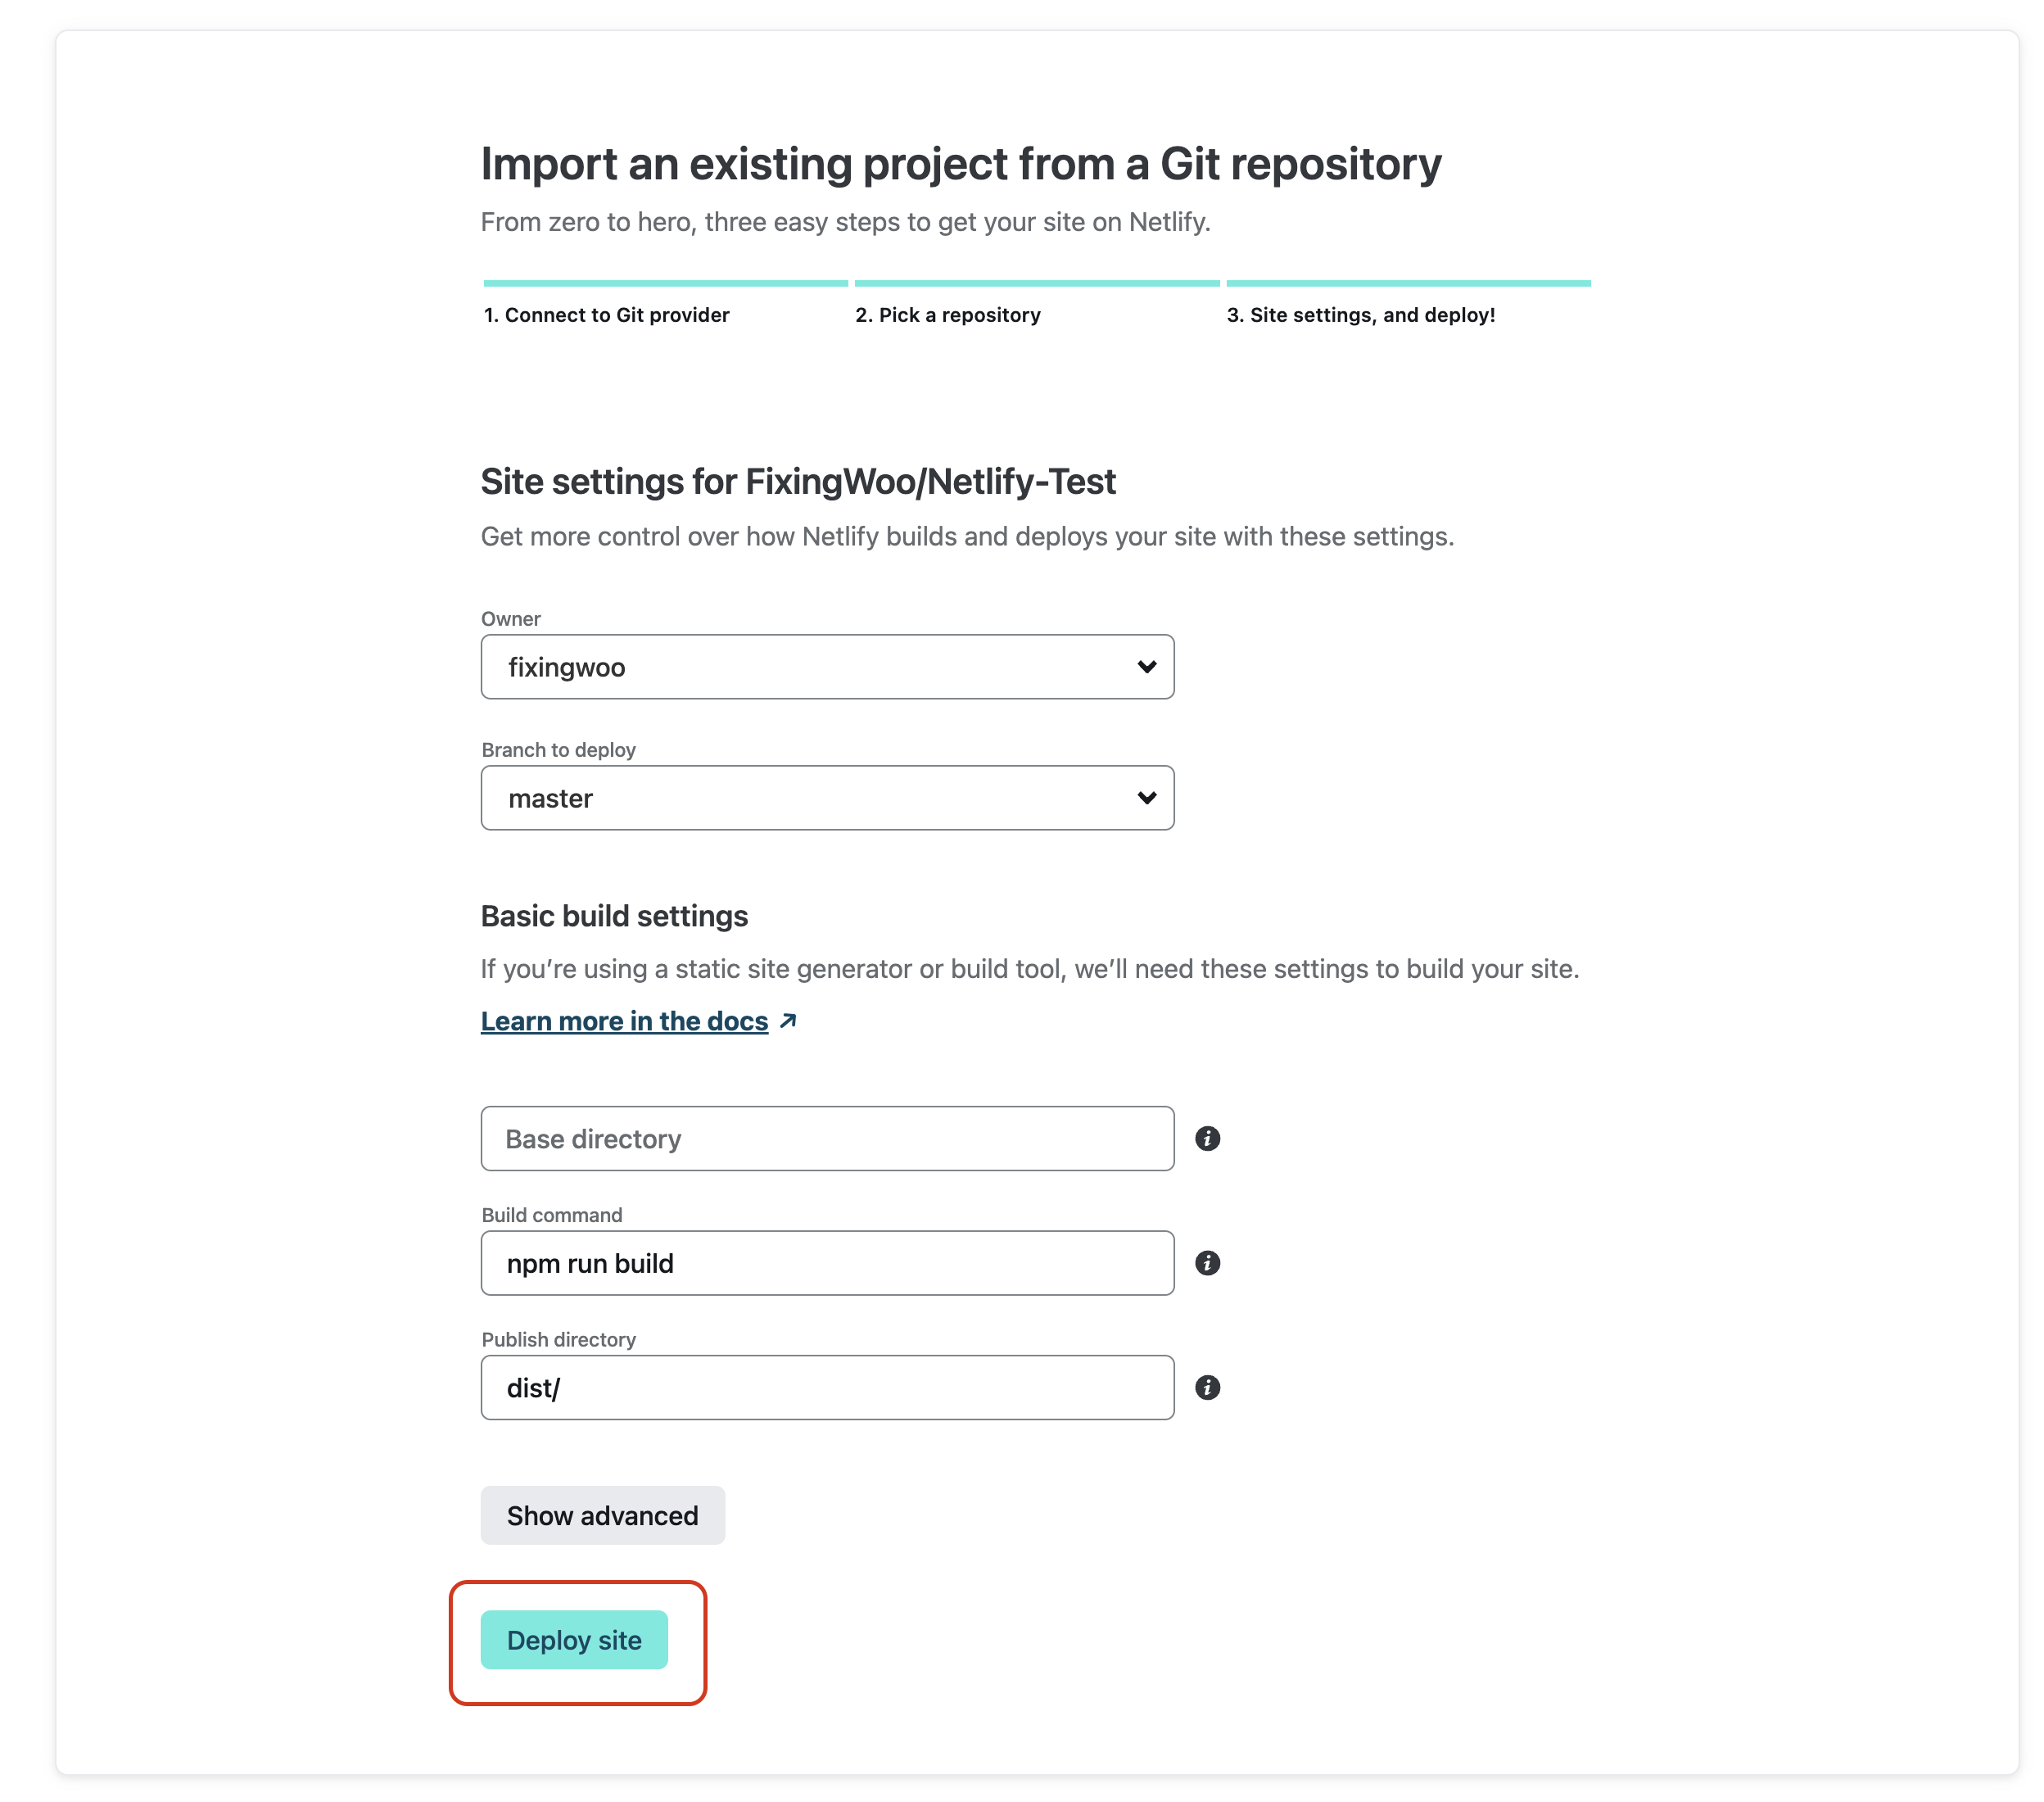 Import an existing project from a Git repository
From zero to hero, three easy steps to get your site on Netlify.
1. Connect to Git provider
2. Pick a repository
3. Site settings, and deploy!
Site settings for FixingWoo/Netlify-Test
Get more control over how Netlify builds and deploys your site with these settings.
Owner
fixingwoo
Branch to deploy
master
Basic build settings
If you’re using a static site generator or build tool, we’ll need these settings to build your site.
Learn more in the docs
Base directory
Build command
npm run build
Publish directory
dist/
Show advanced
Deploy site